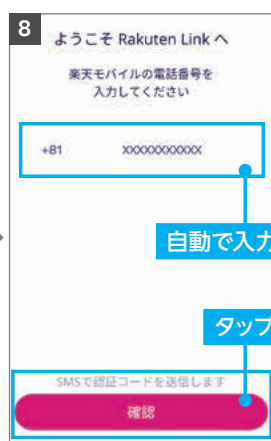 8
ようこそ Rakuten Link へ
楽天モバイルの電話番号を
入力してください
+81 XXXXXXXXXXX
自動で入力
タップ
SMSで認証コードを送信します
確認